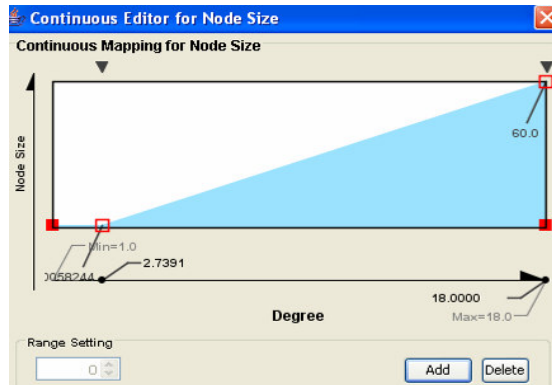 Continuous Editor for Node Size
Continuous Mapping for Node Size
Node Size
60.0
Min=1.0
2.7391
18.0000
Max=18.0
Degree
Range Setting
0
Add
Delete